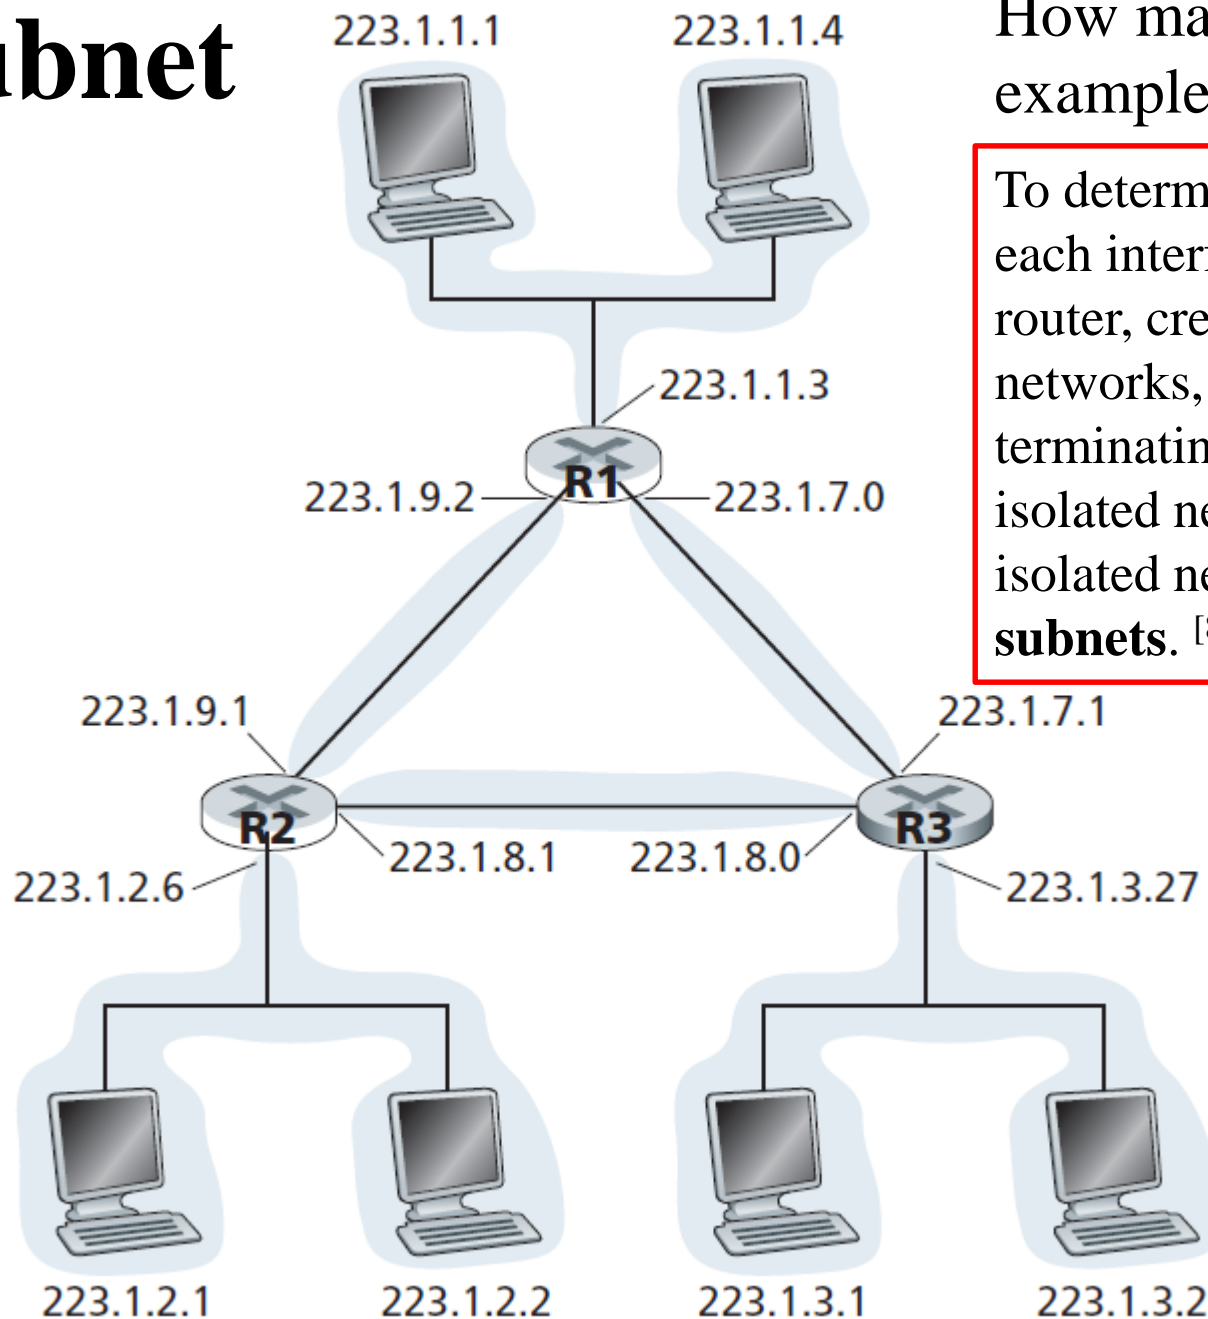 ubnet
223.1.1.1
223.1.1.4
How ma
example
To determ
each inter
router, cre
networks,
terminatin
isolated ne
isolated ne
subnets. [8
223.1.1.3
R1
223.1.9.2
223.1.7.0
223.1.9.1
223.1.7.1
R2
R3
223.1.8.1
223.1.8.0
223.1.2.6
223.1.3.27
223.1.2.1
223.1.2.2
223.1.3.1
223.1.3.2